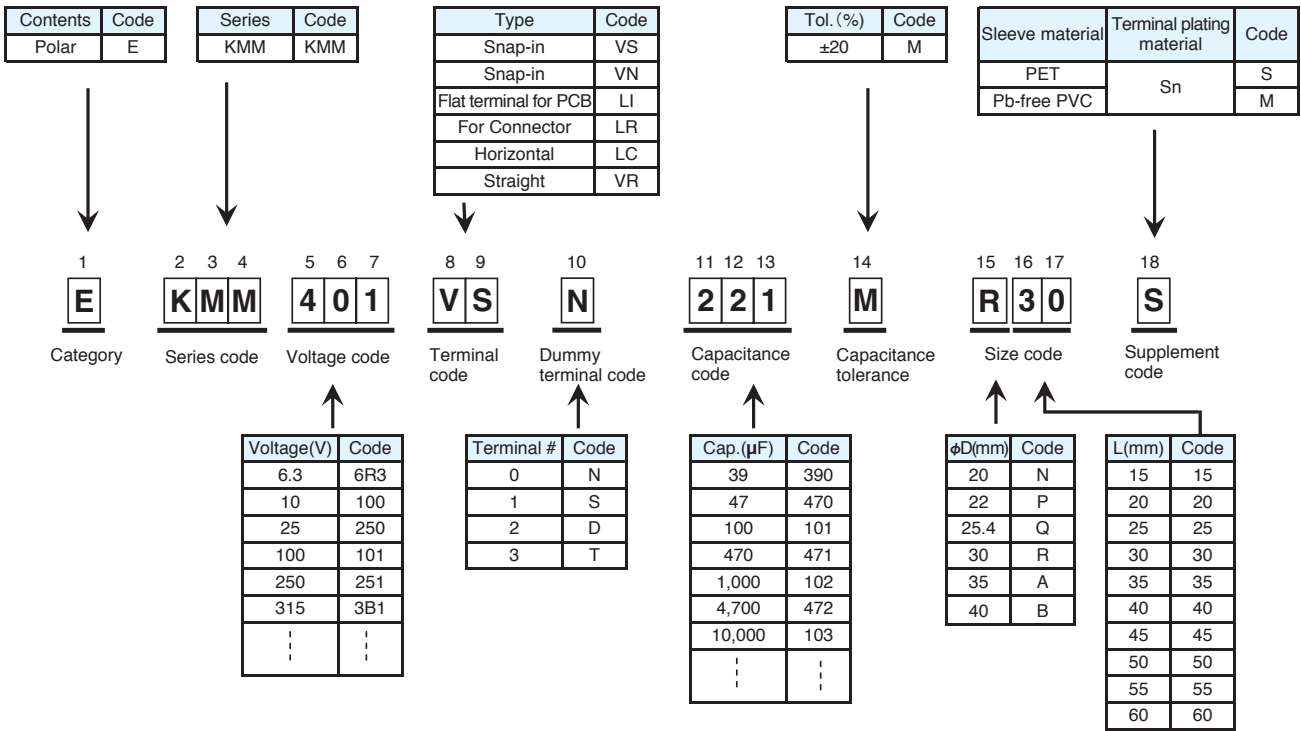 Contents Code
Polar E
Series Code
KMM KMM
Type Code
Snap-in VS
Snap-in VN
Flat terminal for PCB LI
For Connector LR
Horizontal LC
Straight VR
Tol.(%) Code
±20 M
Sleeve material Terminal plating material Code
PET Sn S
Pb-free PVC M
1 2 3 4 5 6 7 8 9 10 11 12 13 14 15 16 17 18
E K M M 4 0 1 V S N 2 2 1 M R 3 0 S
Category
Series code
Voltage code
Terminal
code
Dummy
terminal code
Capacitance
code
Capacitance
tolerance
Size code
Supplement
code
Voltage(V) Code
6.3 6R3
10 100
25 250
100 101
250 251
315 3B1
Terminal # Code
0 N
1 S
2 D
3 T
Cap.(μF) Code
39 390
47 470
100 101
470 471
1,000 102
4,700 472
10,000 103
ϕD(mm) Code
20 N
22 P
25.4 Q
30 R
35 A
40 B
L(mm) Code
15 15
20 20
25 25
30 30
35 35
40 40
45 45
50 50
55 55
60 60